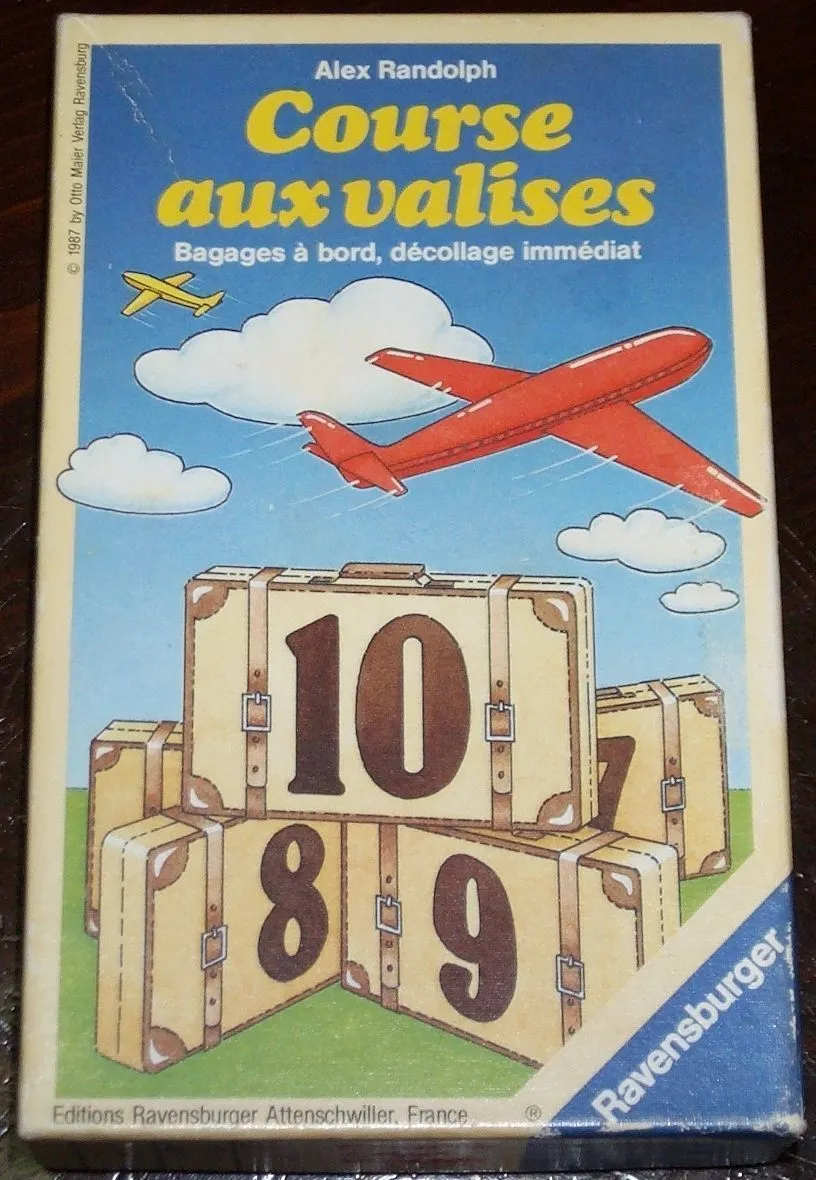 © 1987 by Otto Maier Verlag Ravensburg
Alex Randolph
Course
aux valises
Bagages à bord, décollage immédiat
10
7
8
9
Ravensburger
Editions Ravensburger Attenschwiller, France ®